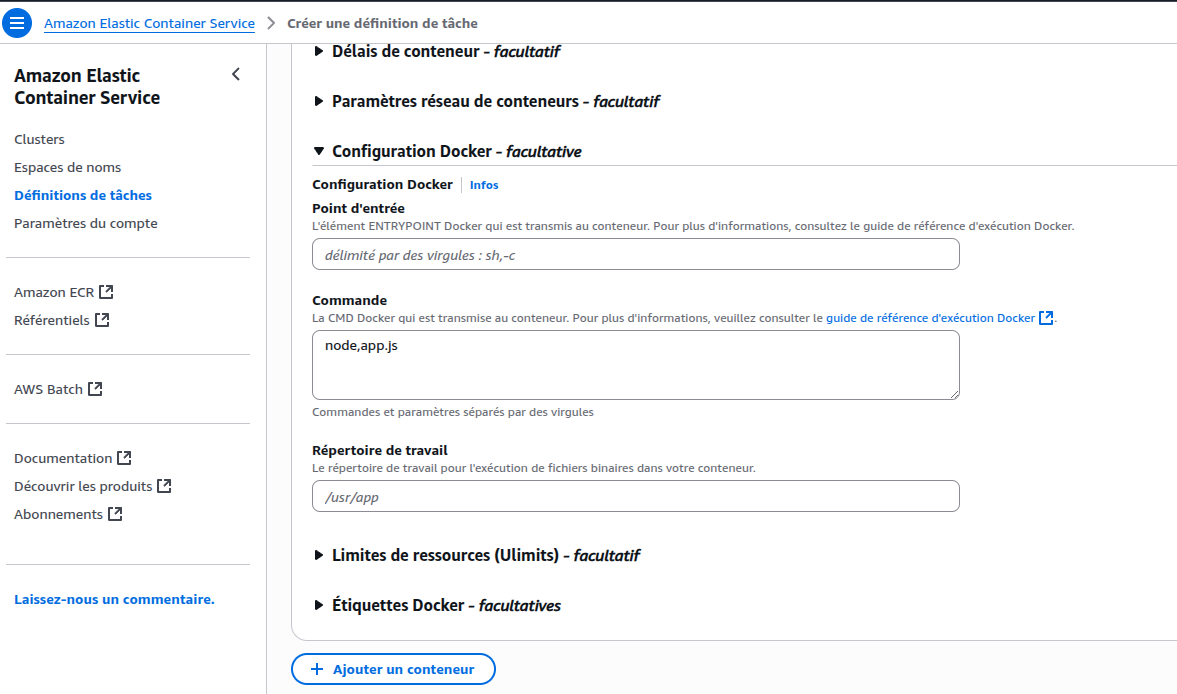 Amazon Elastic Container Service > Créer une définition de tâche
Amazon Elastic
Container Service
Clusters
Espaces de noms
Définitions de tâches
Paramètres du compte
Amazon ECR
Référentiels
AWS Batch
Documentation
Découvrir les produits
Abonnements
Laissez-nous un commentaire.
Délais de conteneur - facultatif
Paramètres réseau de conteneurs - facultatif
Configuration Docker - facultative
Configuration Docker | Infos
Point d'entrée
L'élément ENTRYPOINT Docker qui est transmis au conteneur. Pour plus d'informations, consultez le guide de référence d'exécution Docker.
délimité par des virgules : sh,-c
Commande
La CMD Docker qui est transmise au conteneur. Pour plus d'informations, veuillez consulter le guide de référence d'exécution Docker .
node,app.js
Commandes et paramètres séparés par des virgules
Répertoire de travail
Le répertoire de travail pour l'exécution de fichiers binaires dans votre conteneur.
/usr/app
Limites de ressources (Ulimits) - facultatif
Étiquettes Docker - facultatives
+ Ajouter un conteneur